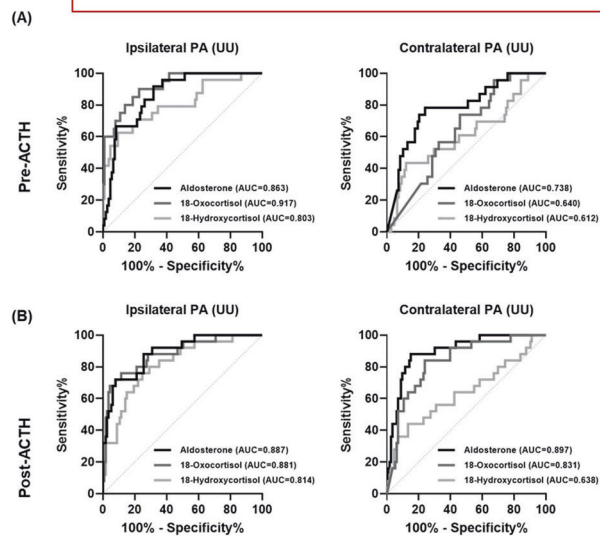 (A)
Pre-ACTH
Ipsilateral PA (UU)
Sensitivity%
100
80
60
40
20
0
Aldosterone (AUC=0.863)
18-Oxocortisol (AUC=0.917)
18-Hydroxycortisol (AUC=0.803)
0 20 40 60 80 100
100% - Specificity%
Contralateral PA (UU)
Sensitivity%
100
80
60
40
20
0
Aldosterone (AUC=0.738)
18-Oxocortisol (AUC=0.640)
18-Hydroxycortisol (AUC=0.612)
0 20 40 60 80 100
100% - Specificity%
(B)
Post-ACTH
Ipsilateral PA (UU)
Sensitivity%
100
80
60
40
20
0
Aldosterone (AUC=0.887)
18-Oxocortisol (AUC=0.881)
18-Hydroxycortisol (AUC=0.814)
0 20 40 60 80 100
100% - Specificity%
Contralateral PA (UU)
Sensitivity%
100
80
60
40
20
0
Aldosterone (AUC=0.897)
18-Oxocortisol (AUC=0.831)
18-Hydroxycortisol (AUC=0.638)
0 20 40 60 80 100
100% - Specificity%